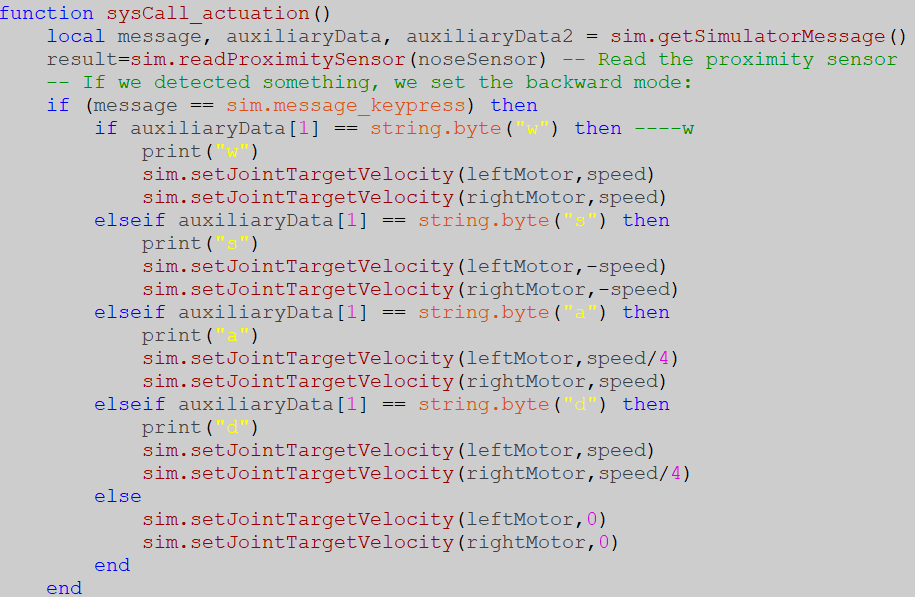 function sysCall_actuation()
    local message, auxiliaryData, auxiliaryData2 = sim.getSimulatorMessage()
    result=sim.readProximitySensor(noseSensor) -- Read the proximity sensor
    -- If we detected something, we set the backward mode:
    if (message == sim.message_keypress) then
        if auxiliaryData[1] == string.byte("w") then ----w
            print("w")
            sim.setJointTargetVelocity(leftMotor,speed)
            sim.setJointTargetVelocity(rightMotor,speed)
        elseif auxiliaryData[1] == string.byte("s") then
            print("s")
            sim.setJointTargetVelocity(leftMotor,-speed)
            sim.setJointTargetVelocity(rightMotor,-speed)
        elseif auxiliaryData[1] == string.byte("a") then
            print("a")
            sim.setJointTargetVelocity(leftMotor,speed/4)
            sim.setJointTargetVelocity(rightMotor,speed)
        elseif auxiliaryData[1] == string.byte("d") then
            print("d")
            sim.setJointTargetVelocity(leftMotor,speed)
            sim.setJointTargetVelocity(rightMotor,speed/4)
        else
            sim.setJointTargetVelocity(leftMotor,0)
            sim.setJointTargetVelocity(rightMotor,0)
        end
    end